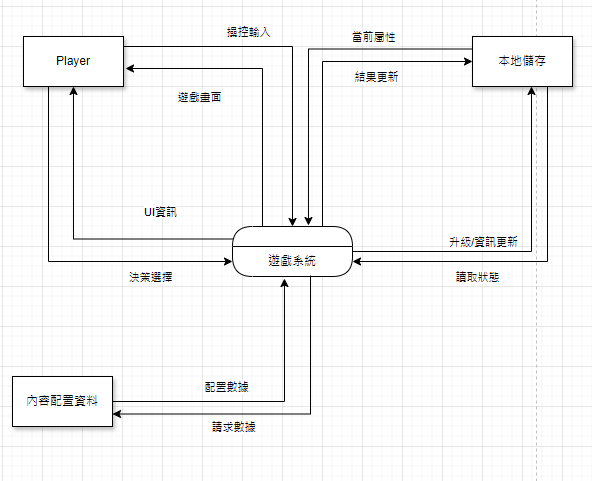 操控輸入
當前屬性
Player
本地儲存
結果更新
遊戲畫面
UI資訊
升級/資訊更新
遊戲系統
決策選擇
讀取狀態
配置數據
內容配置資料
請求數據